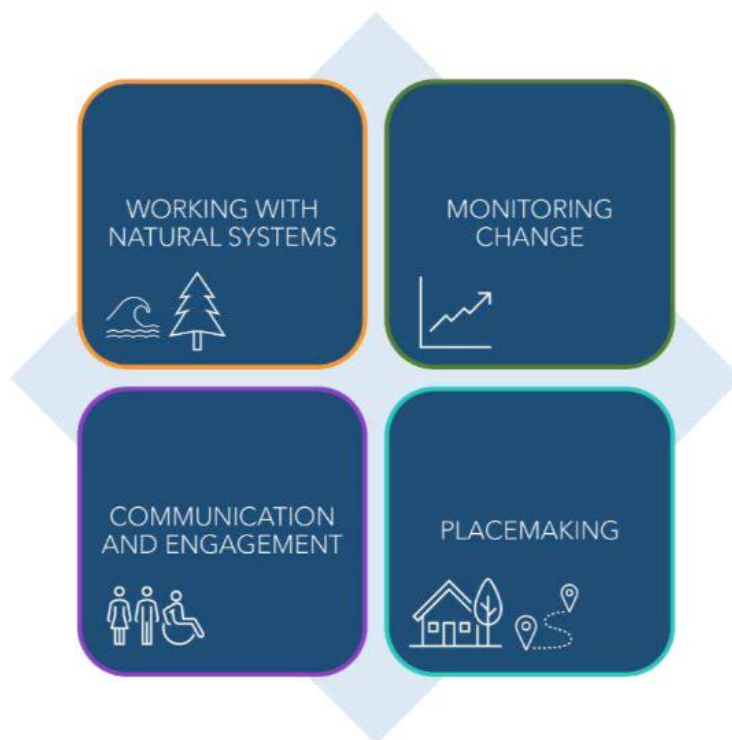 WORKING WITH
NATURAL SYSTEMS
MONITORING
CHANGE
COMMUNICATION
AND ENGAGEMENT
PLACEMAKING